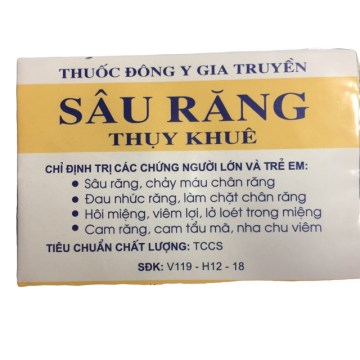 THUỐC ĐÔNG Y GIA TRUYỀN
SÂU RĂNG
THỤY KHUÊ
CHỈ ĐỊNH TRỊ CÁC CHỨNG NGƯỜI LỚN VÀ TRẺ EM:
• Sâu răng, chảy máu chân răng
• Đau nhức răng, làm chặt chân răng
• Hôi miệng, viêm lợi, lở loét trong miệng
• Cam răng, cam tẩu mã, nha chu viêm
TIÊU CHUẨN CHẤT LƯỢNG: TCCS
SĐK: V119 - H12 - 18